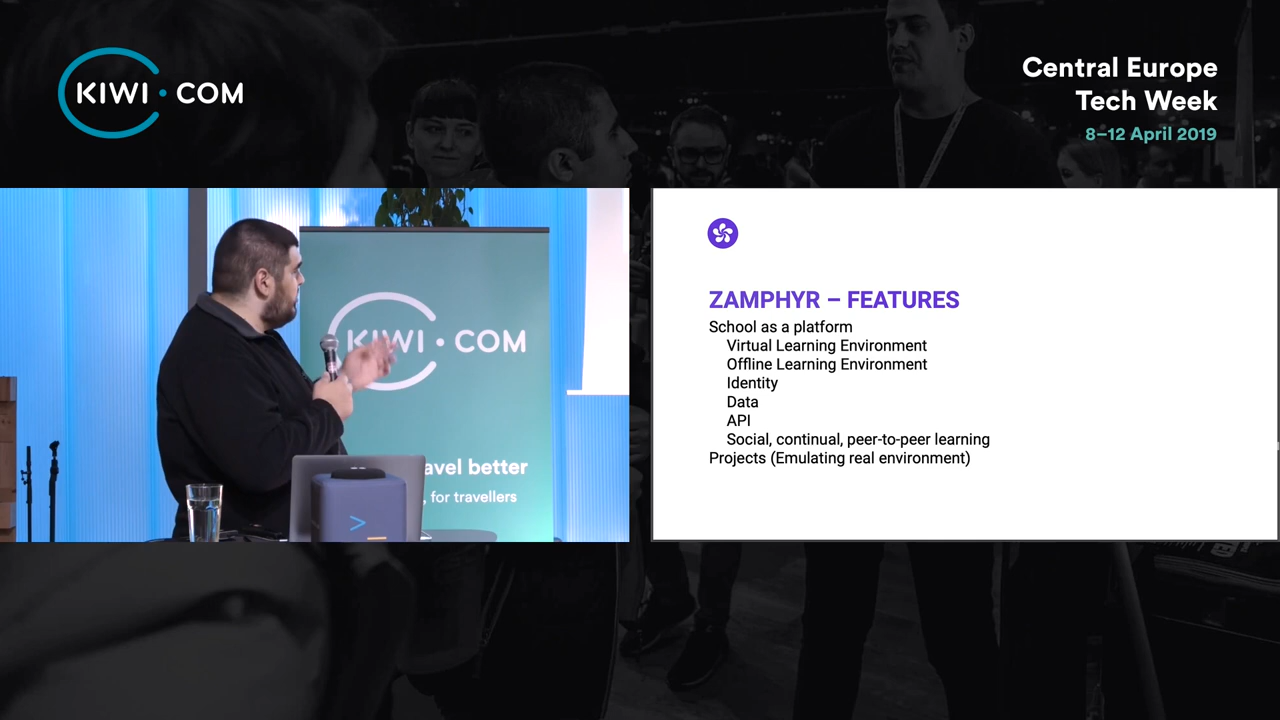 KIWI·COM
Central Europe
Tech Week
8–12 April 2019
KIWI·COM
avel better
, for travellers
>_
ZAMPHYR – FEATURES
School as a platform
Virtual Learning Environment
Offline Learning Environment
Identity
Data
API
Social, continual, peer-to-peer learning
Projects (Emulating real environment)